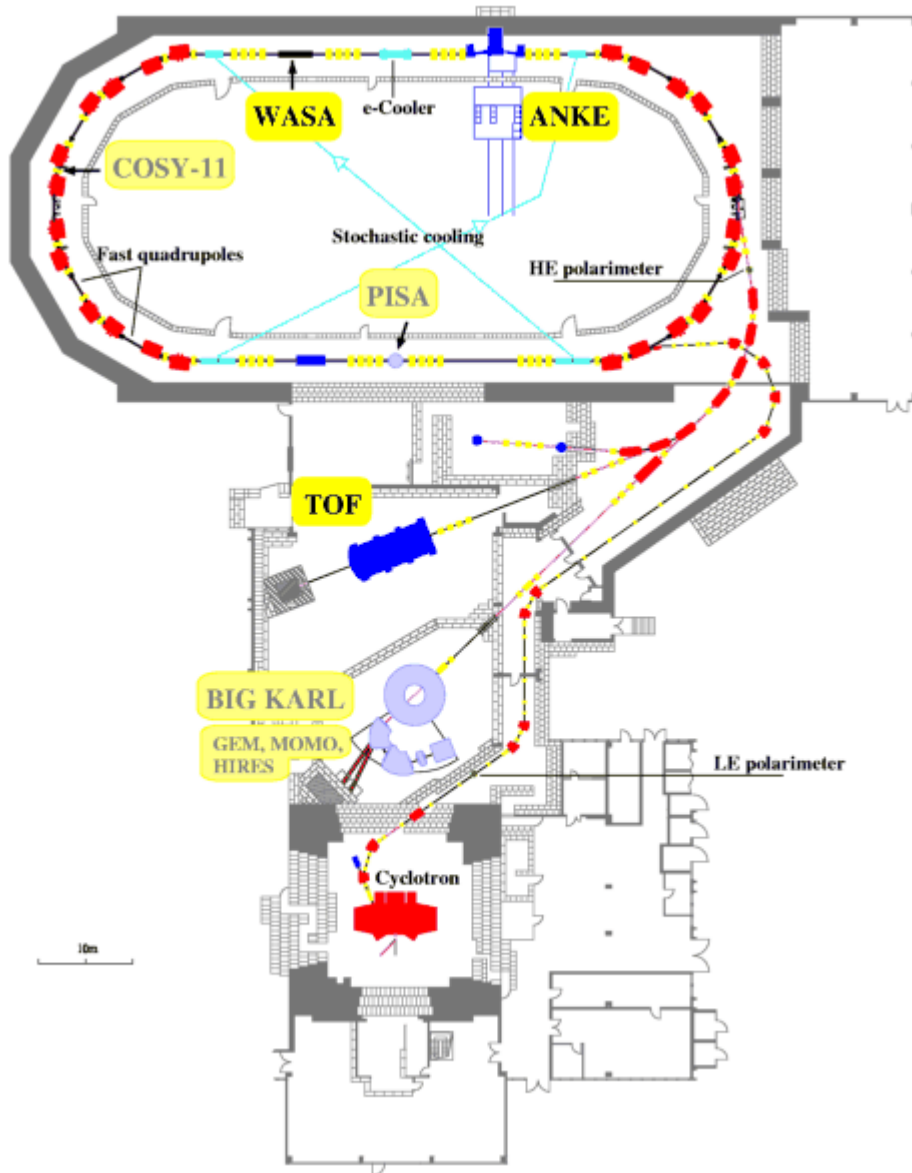 WASA
e-Cooler
ANKE
COSY-11
Stochastic cooling
Fast quadrupoles
HE polarimeter
PISA
TOF
BIG KARL
GEM, MOMO,
HIRES
LE polarimeter
Cyclotron
10m